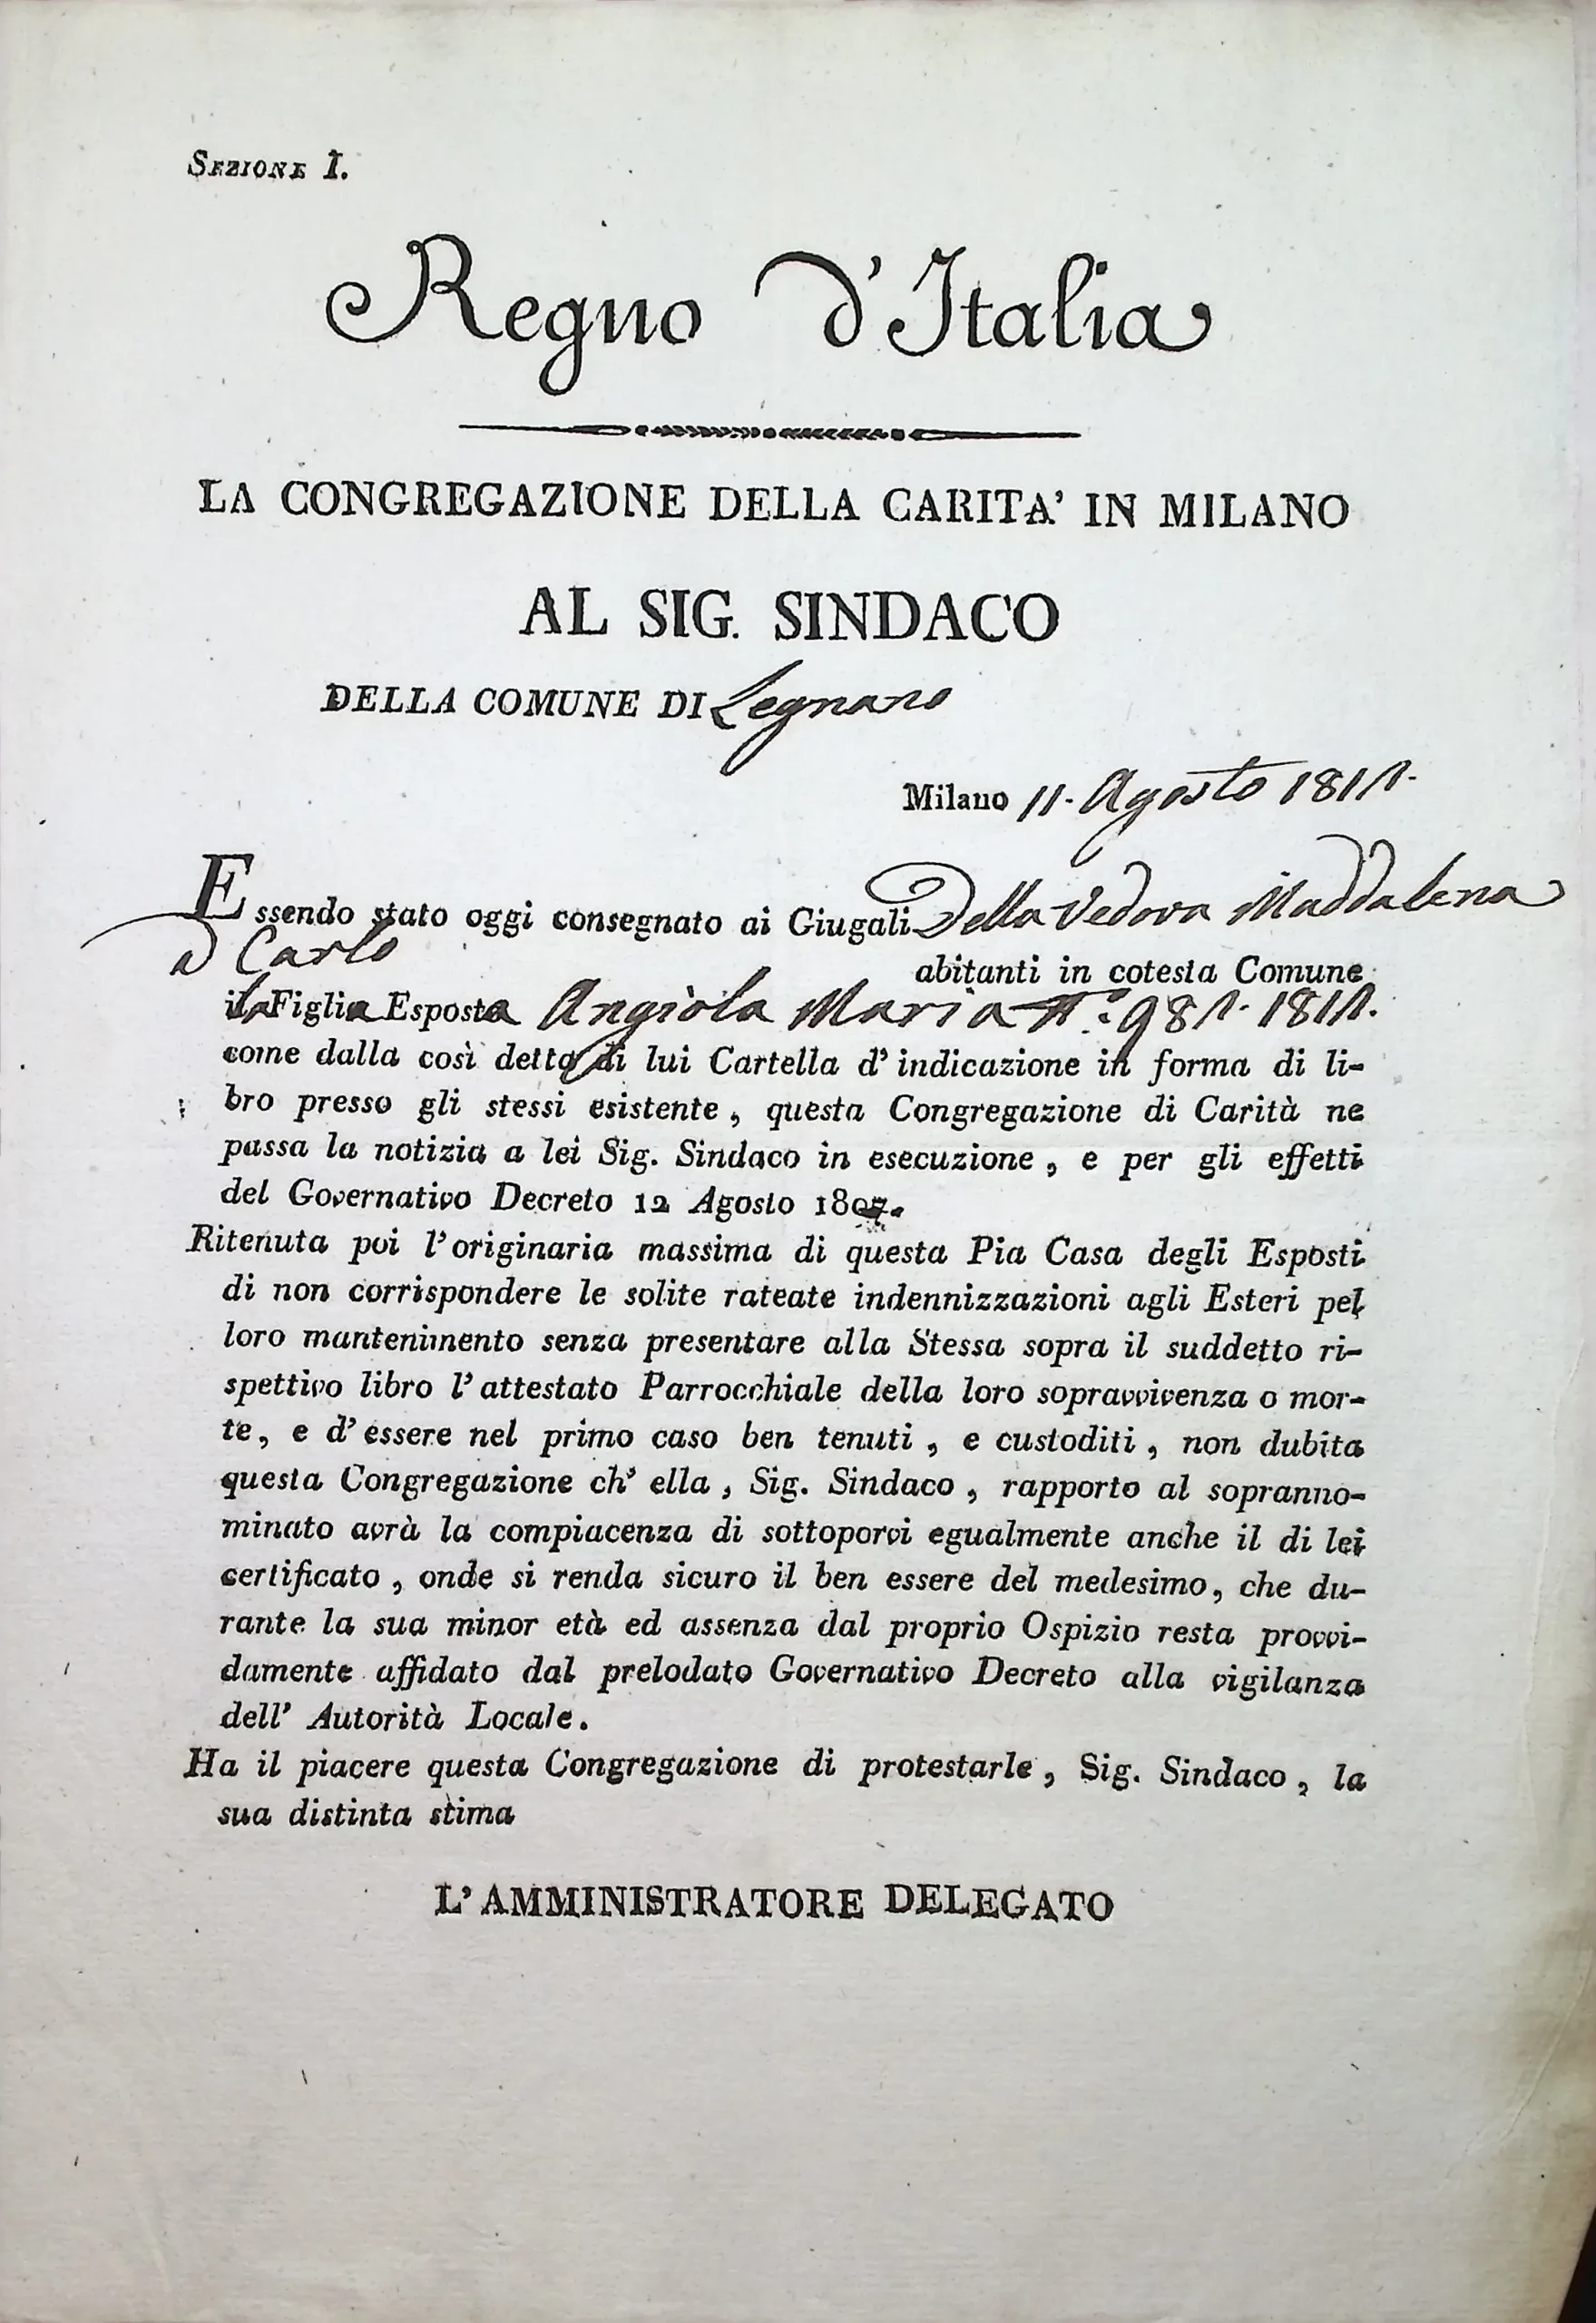 SEZIONE I.
Regno d'Italia
LA CONGREGAZIONE DELLA CARITA' IN MILANO
AL SIG. SINDACO
DELLA COMUNE DI Legnano
Milano 11. Agosto
Essendo stato oggi consegnato ai Giugali Della Vedova Maddalena
e Carlo
abitanti in cotesta Comune
la Figlia Esposta Angiola Maria N.°
come dalla così detta di lui Cartella d'indicazione in forma di li-
bro presso gli stessi esistente, questa Congregazione di Carità ne
passa la notizia a lei Sig. Sindaco in esecuzione, e per gli effetti
del Governativo Decreto 12 Agosto 1807.
Ritenuta poi l'originaria massima di questa Pia Casa degli Esposti
di non corrispondere le solite rateate indennizzazioni agli Esteri pel
loro mantenimento senza presentare alla Stessa sopra il suddetto ri-
spettivo libro l'attestato Parrocchiale della loro sopravvivenza o mor-
te, e d'essere nel primo caso ben tenuti, e custoditi, non dubita
questa Congregazione ch'ella, Sig. Sindaco, rapporto al sopranno-
minato avrà la compiacenza di sottoporvi egualmente anche il di lei
certificato, onde si renda sicuro il ben essere del medesimo, che du-
rante la sua minor età ed assenza dal proprio Ospizio resta provvi-
damente affidato dal prelodato Governativo Decreto alla vigilanza
dell'Autorità Locale.
Ha il piacere questa Congregazione di protestarle, Sig. Sindaco, la
sua distinta stima
L'AMMINISTRATORE DELEGATO